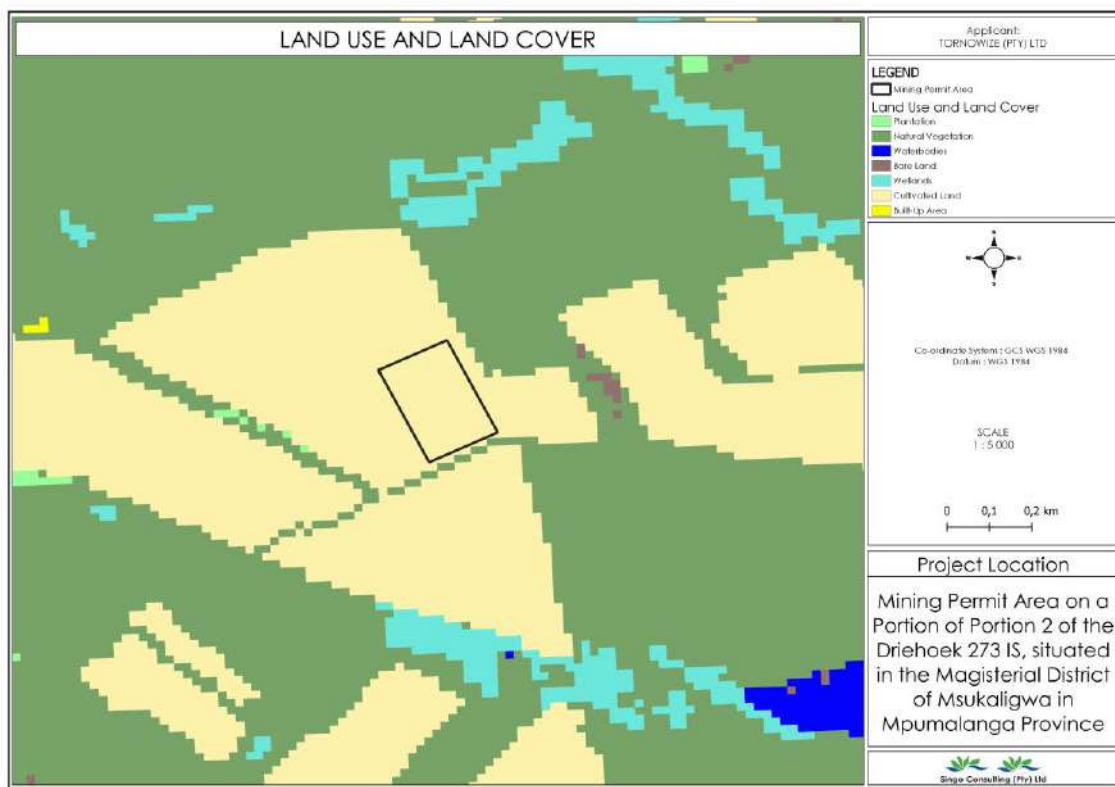 LAND USE AND LAND COVER
Applicant:
TORNOWIZE (PTY) LTD
LEGEND
Mining Permit Area
Land Use and Land Cover
Plantation
Natural Vegetation
Waterbodies
Bare Land
Wetlands
Cultivated Land
Built-Up Area
N
W
S
Co-ordinate System : GCS WGS 1984
Datum : WGS 1984
SCALE
1 : 5 000
0 0,1 0,2 km
Project Location
Mining Permit Area on a
Portion of Portion 2 of the
Driehoek 273 IS, situated
in the Magisterial District
of Msukaligwa in
Mpumalanga Province
Singo Consulting (Pty) Ltd